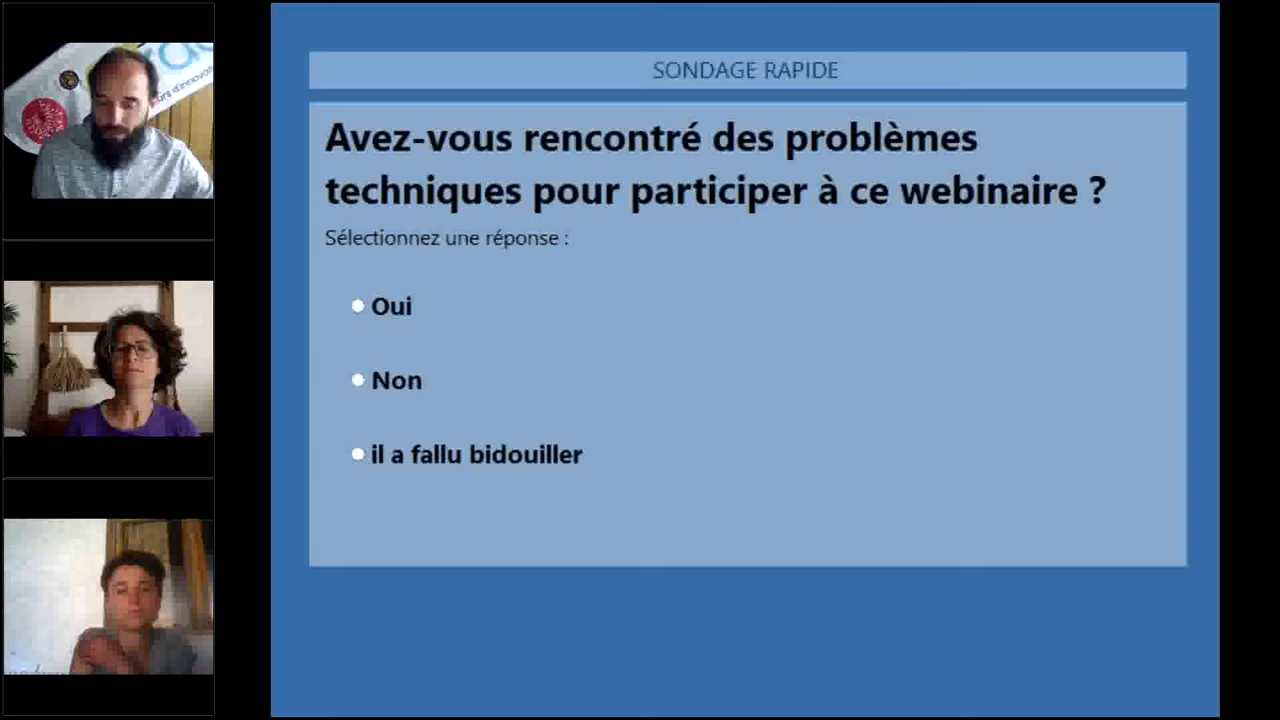 SONDAGE RAPIDE
Avez-vous rencontré des problèmes
techniques pour participer à ce webinaire ?
Sélectionnez une réponse :
Oui
Non
il a fallu bidouiller